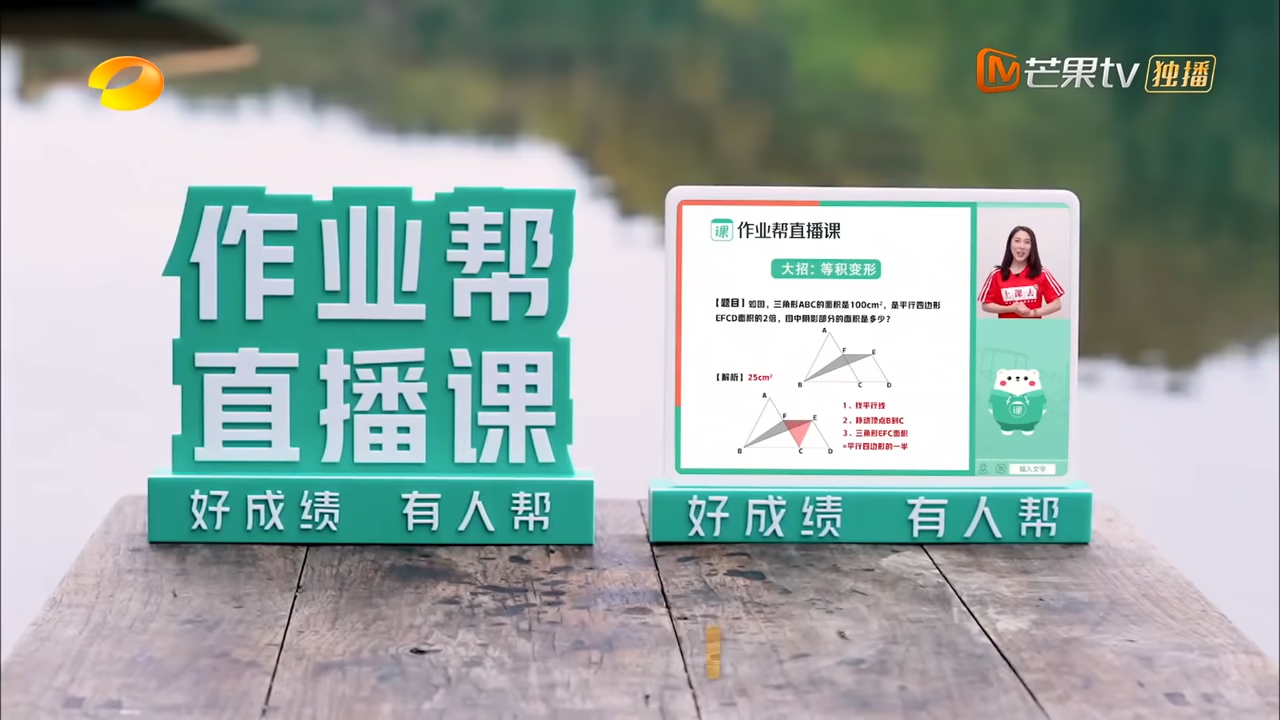 芒果tv 独播
作业帮
直播课
好成绩 有人帮
课 作业帮直播课
大招：等积变形
【题目】如图，三角形ABC的面积是100cm²，是平行四边形
EFCD面积的2倍，图中阴影部分的面积是多少？
A
F E
B C D
【解析】25cm²
A
F E
B C D
1、找平行线
2、移动顶点B到C
3、三角形EFC面积
=平行四边形的一半
上课去
课
输入文字
好成绩 有人帮